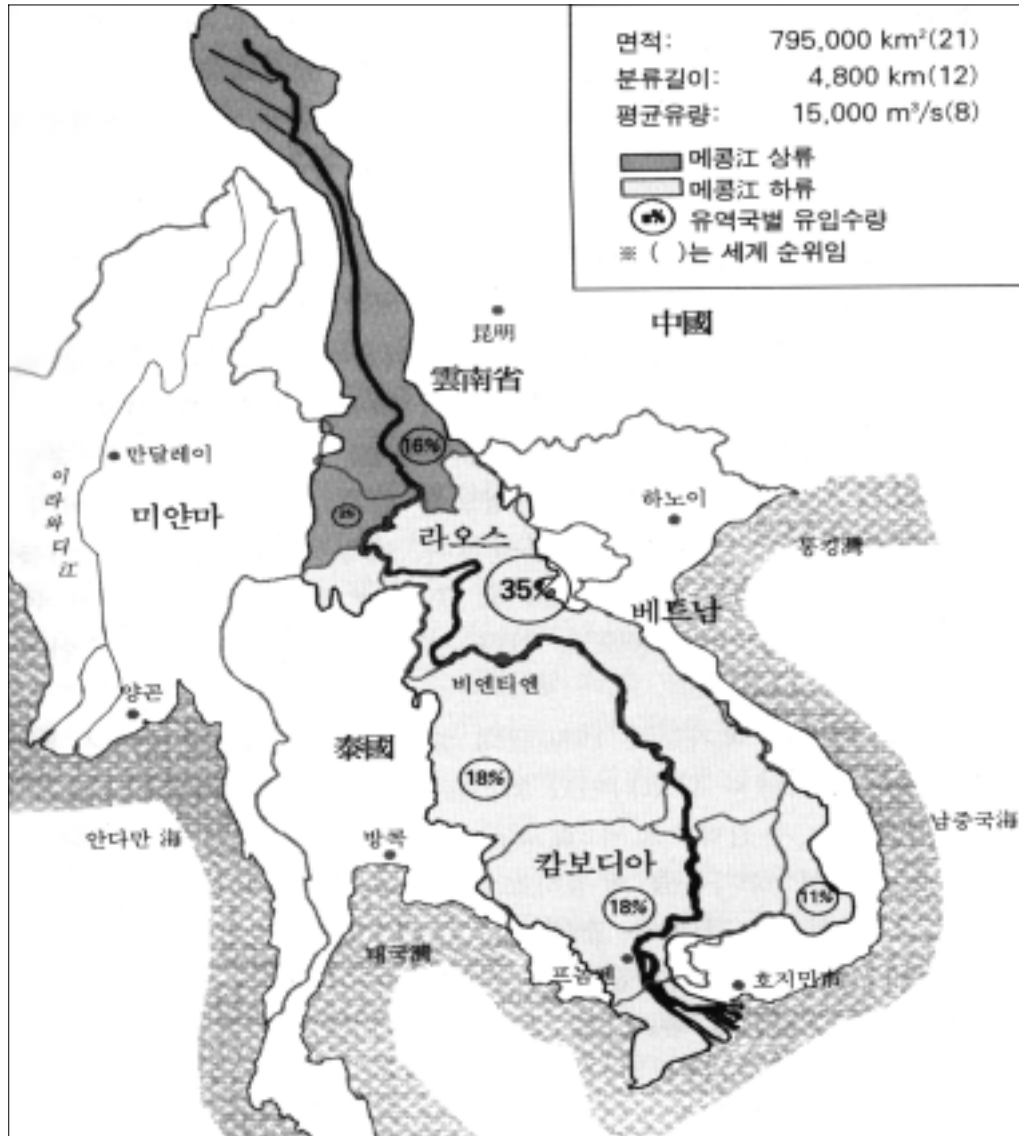 면적: 795,000 km²(21)
분류길이: 4,800 km(12)
평균유량: 15,000 m³/s(8)
메콩江 상류
메콩江 하류
유역국별 유입수량
※ ( )는 세계 순위임
中國
昆明
雲南省
16%
만달레이
이라와디江
미얀마
하노이
라오스
통킹灣
35%
베트남
비엔티엔
양곤
泰國
18%
안다만 海
방콕
남중국海
캄보디아
18%
11%
태국灣
프놈펜
호지민市